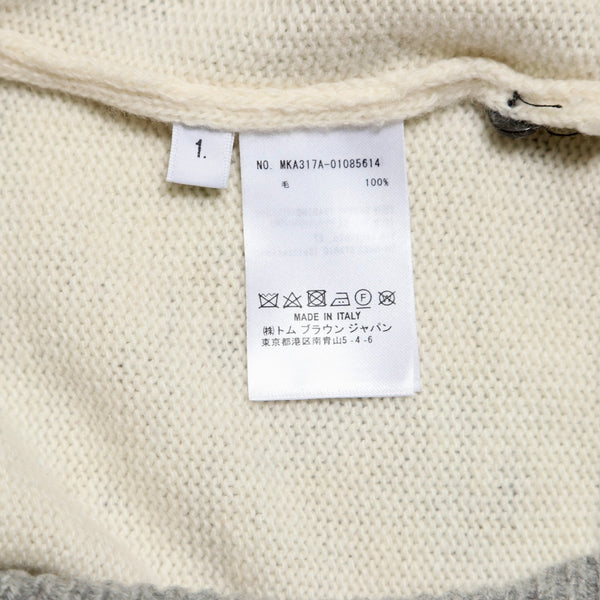 1.
NO. MKA317A-01085614
毛 100%
F W
MADE IN ITALY
㈱トム ブラウン ジャパン
東京都港区南青山5-4-6